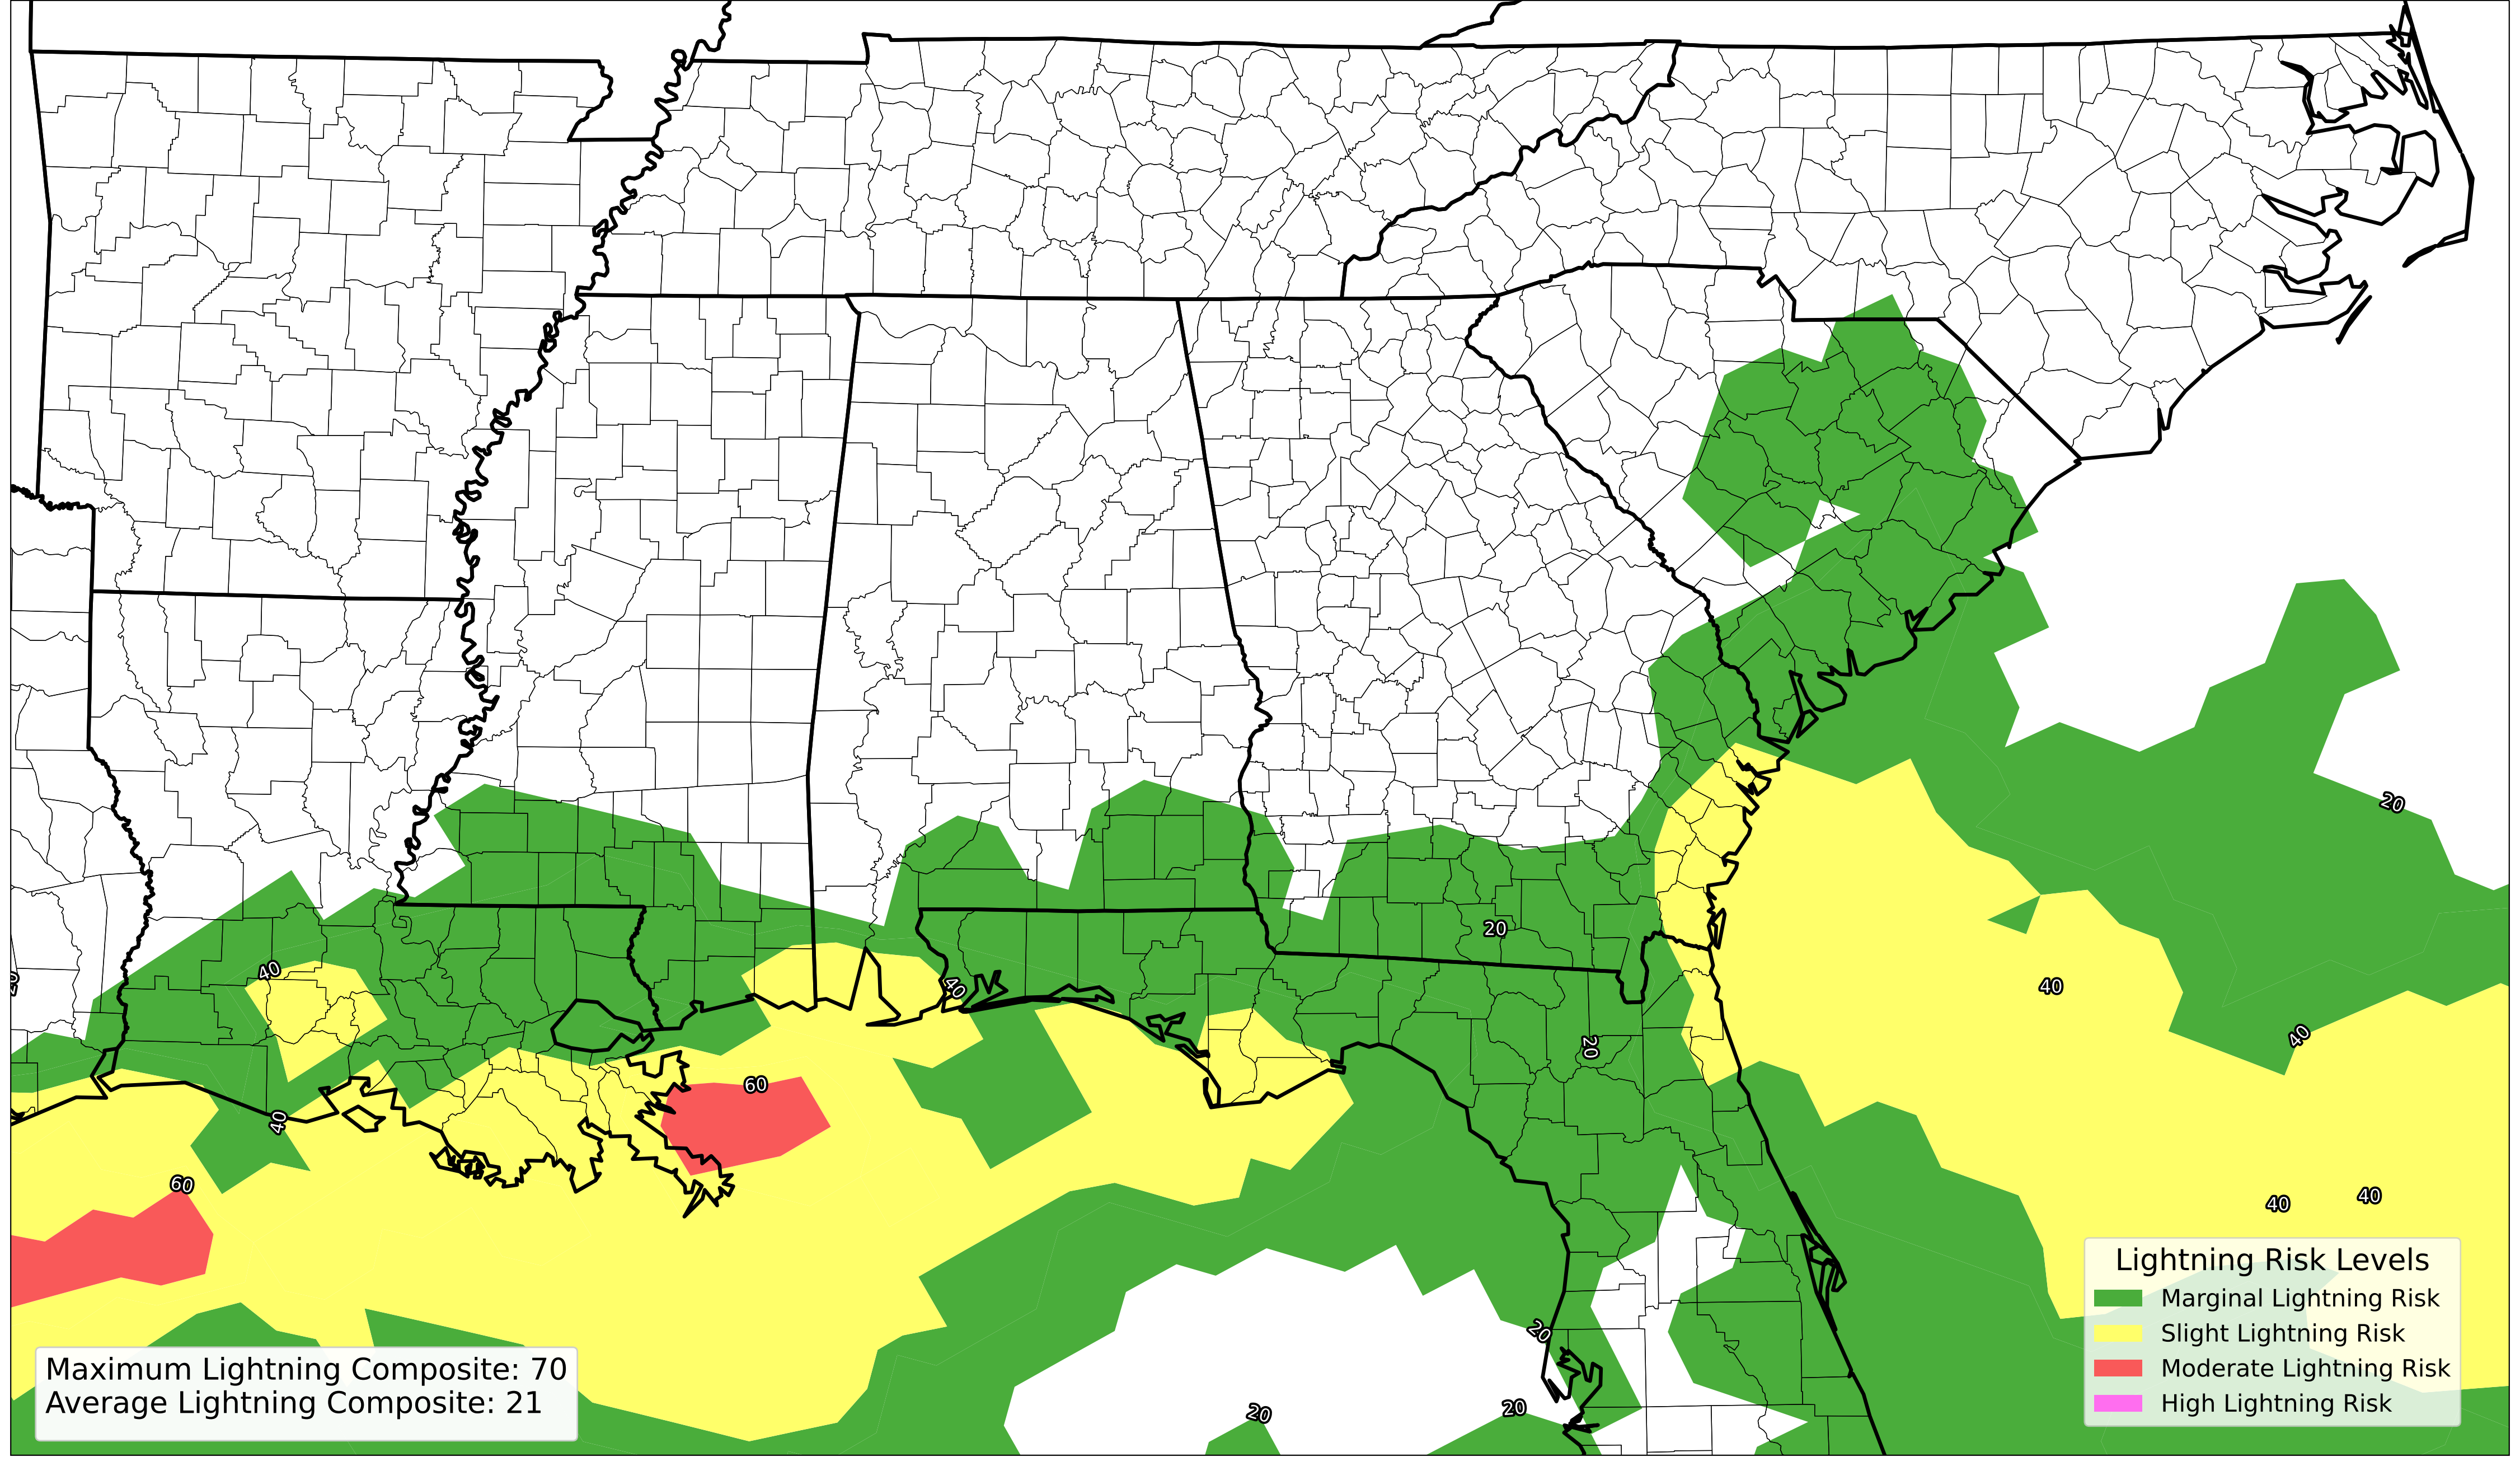 20
20
40
20
40
40
20
40
60
40
60
40
40
20
20
20
Lightning Risk Levels
Marginal Lightning Risk
Slight Lightning Risk
Moderate Lightning Risk
High Lightning Risk
Maximum Lightning Composite: 70
Average Lightning Composite: 21